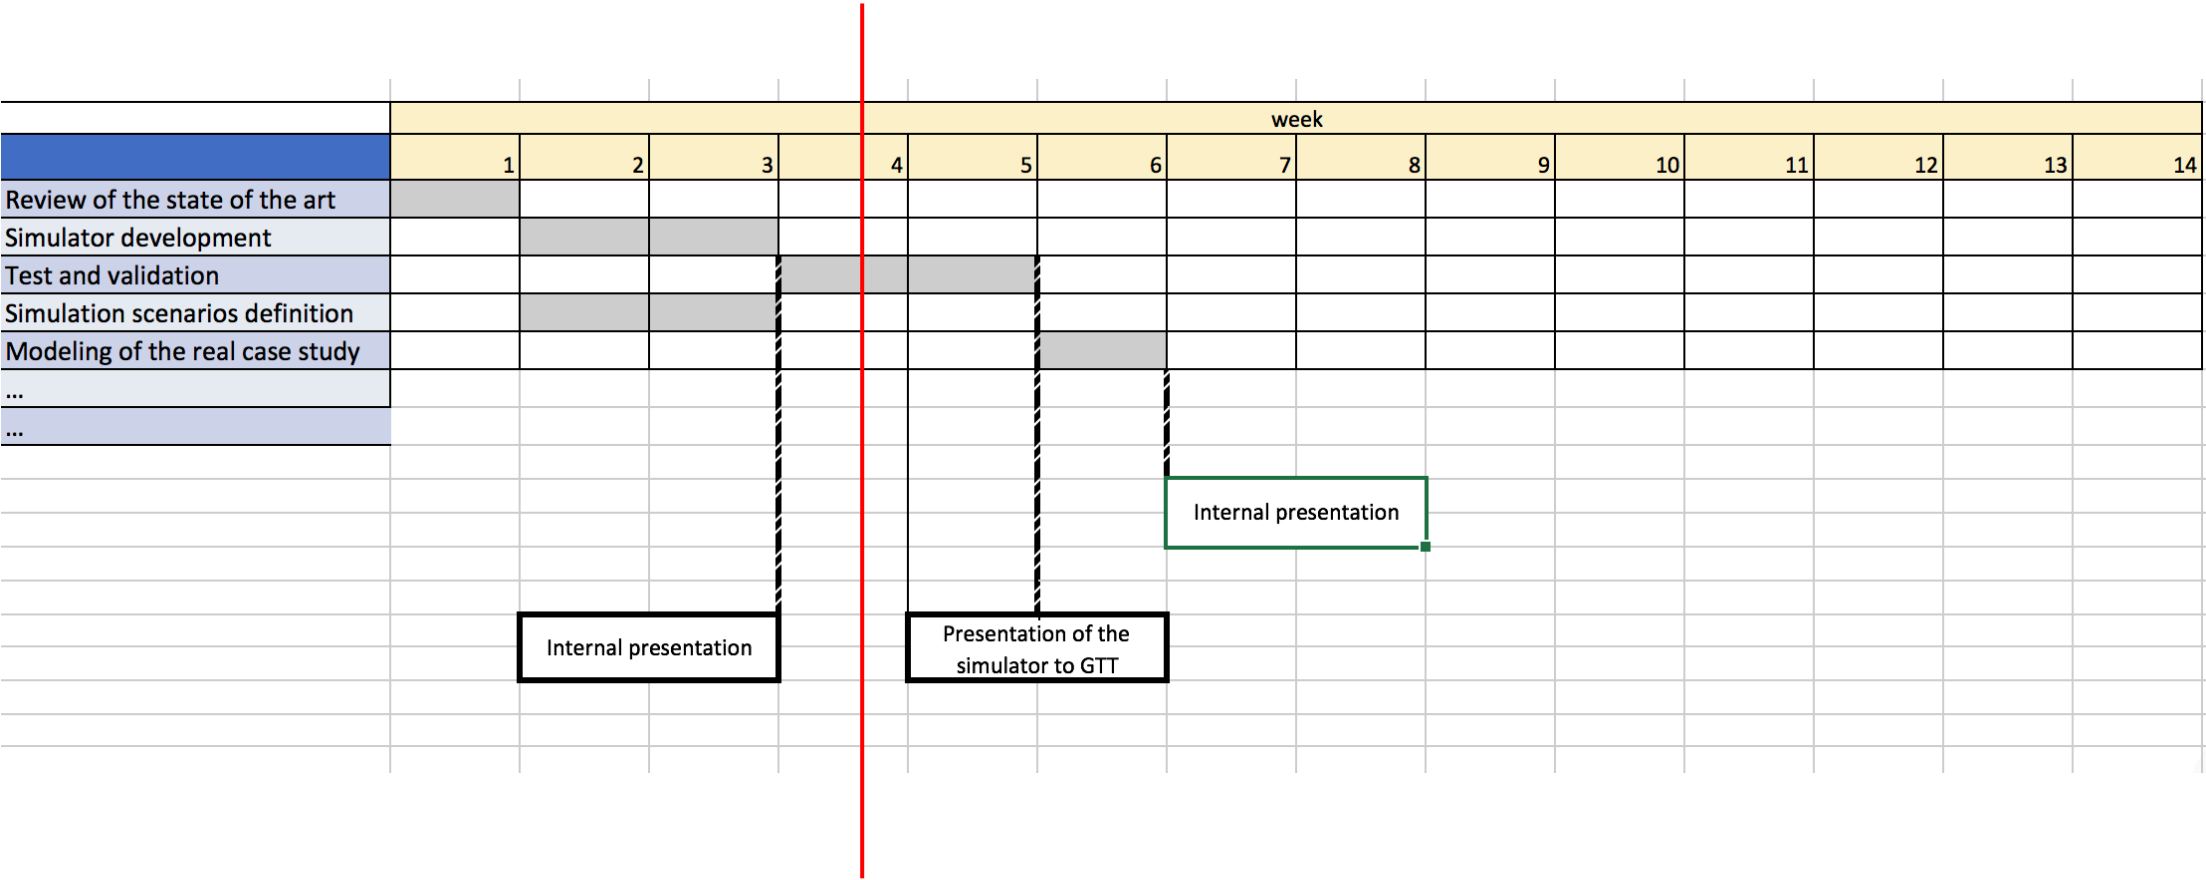 week
1 2 3 4 5 6 7 8 9 10 11 12 13 14
Review of the state of the art
Simulator development
Test and validation
Simulation scenarios definition
Modeling of the real case study
...
...
Internal presentation
Internal presentation
Presentation of the
simulator to GTT